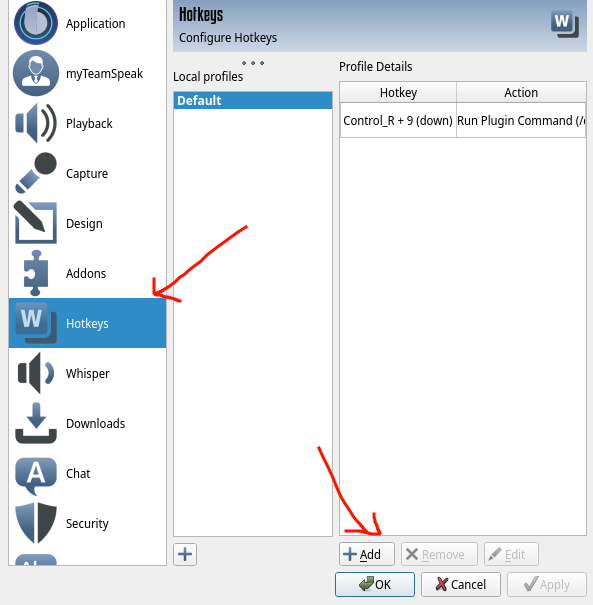 Application
myTeamSpeak
Playback
Capture
Design
Addons
Hotkeys
Whisper
Downloads
Chat
Security
Hotkeys
Configure Hotkeys
Local profiles
Default
Profile Details
Hotkey Action
Control_R + 9 (down) Run Plugin Command (/
Add Remove Edit
OK Cancel Apply